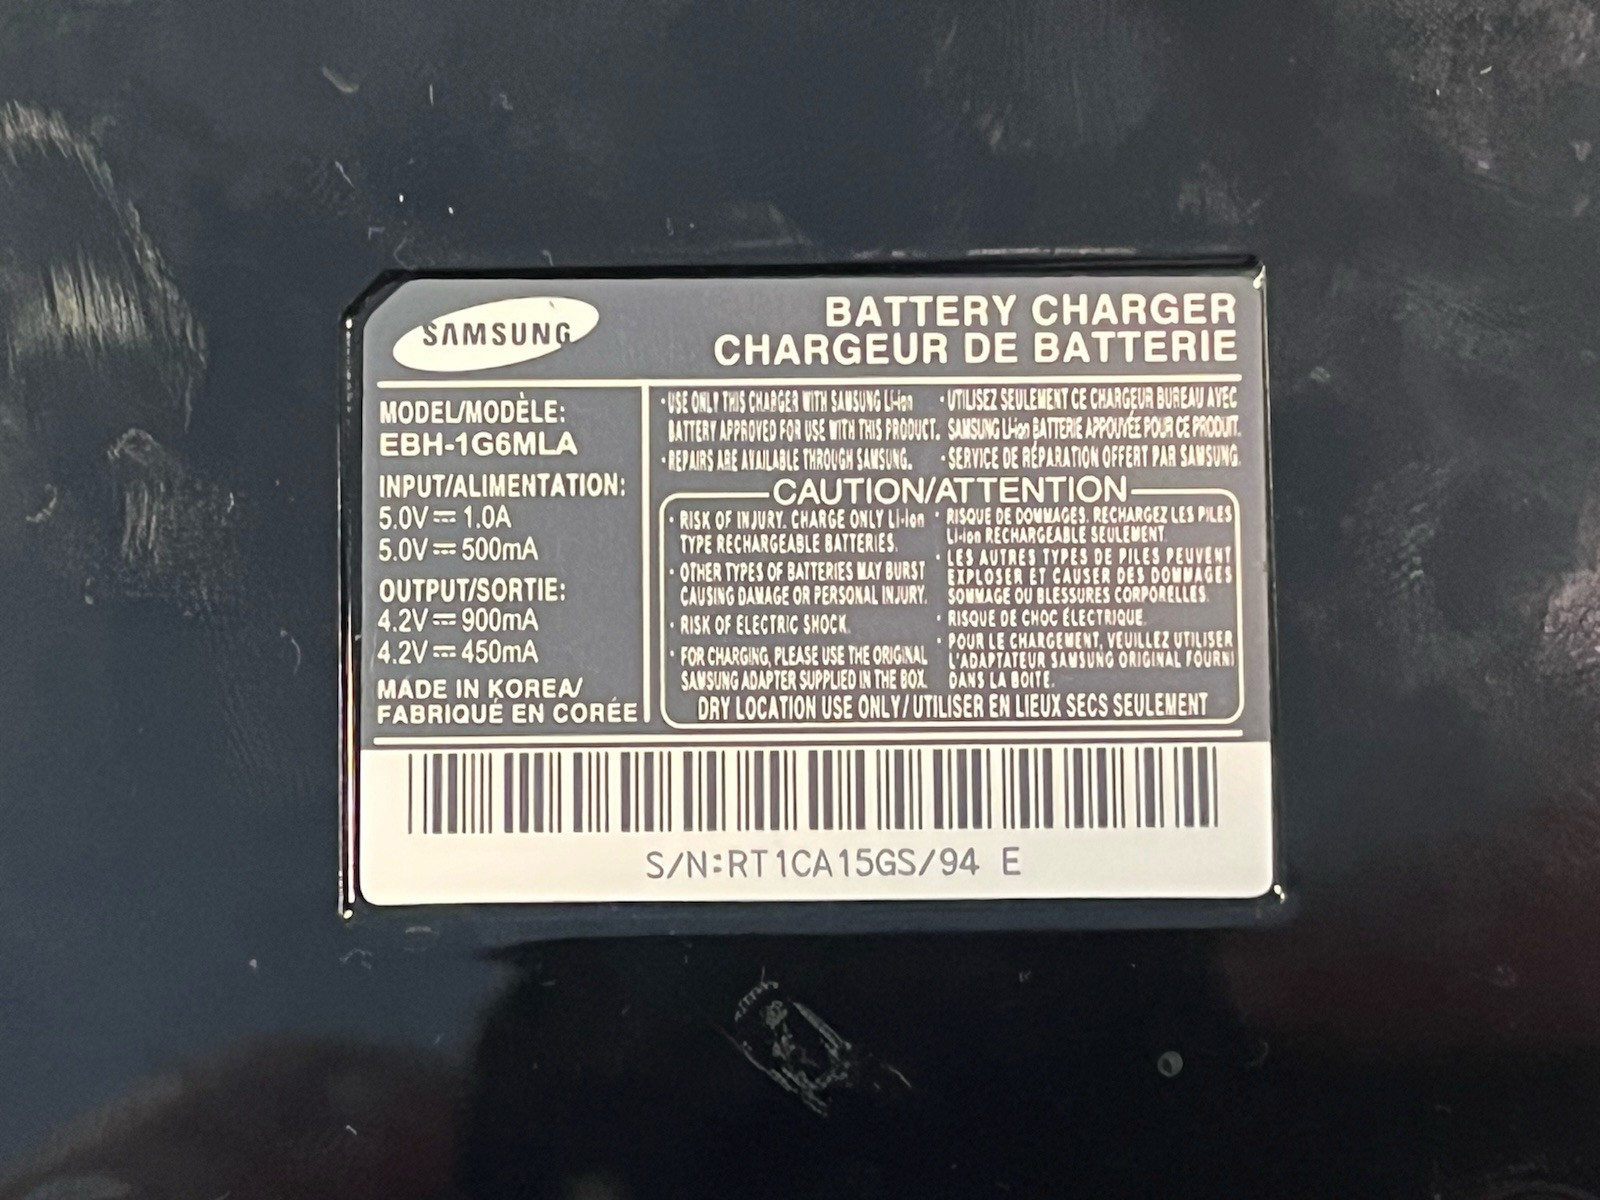 SAMSUNG
BATTERY CHARGER
CHARGEUR DE BATTERIE
MODEL/MODÈLE:
EBH-1G6MLA
INPUT/ALIMENTATION:
5.0V⎓1.0A
5.0V⎓500mA
OUTPUT/SORTIE:
4.2V⎓900mA
4.2V⎓450mA
MADE IN KOREA/
FABRIQUÉ EN CORÉE
·USE ONLY THIS CHARGER WITH SAMSUNG Li-ion
BATTERY APPROVED FOR USE WITH THIS PRODUCT.
·REPAIRS ARE AVAILABLE THROUGH SAMSUNG.
·UTILISEZ SEULEMENT CE CHARGEUR BUREAU AVEC
SAMSUNG Li-ion BATTERIE APPOUVÉE POUR CE PRODUIT.
·SERVICE DE RÉPARATION OFFERT PAR SAMSUNG
CAUTION/ATTENTION
· RISK OF INJURY. CHARGE ONLY Li-ion
TYPE RECHARGEABLE BATTERIES.
· OTHER TYPES OF BATTERIES MAY BURST
CAUSING DAMAGE OR PERSONAL INJURY.
· RISK OF ELECTRIC SHOCK.
· FOR CHARGING, PLEASE USE THE ORIGINAL
SAMSUNG ADAPTER SUPPLIED IN THE BOX.
· RISQUE DE DOMMAGES. RECHARGEZ LES PILES
Li-ion RECHARGEABLE SEULEMENT.
· LES AUTRES TYPES DE PILES PEUVENT
EXPLOSER ET CAUSER DES DOMMAGES
SOMMAGE OU BLESSURES CORPORELLES.
· RISQUE DE CHOC ÉLECTRIQUE.
· POUR LE CHARGEMENT, VEUILLEZ UTILISER
L'ADAPTATEUR SAMSUNG ORIGINAL FOURNI
DANS LA BOITE.
DRY LOCATION USE ONLY/UTILISER EN LIEUX SECS SEULEMENT
S/N:RT1CA15GS/94 E